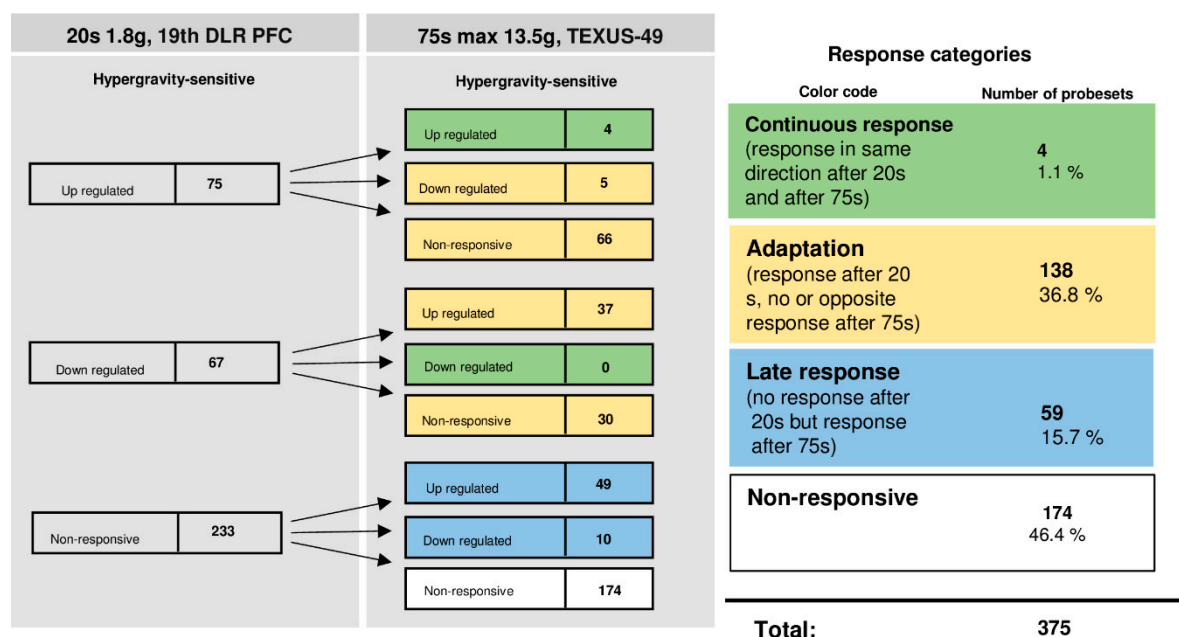 20s 1.8g, 19th DLR PFC
Hypergravity-sensitive
Up regulated 75
Down regulated 67
Non-responsive 233
75s max 13.5g, TEXUS-49
Hypergravity-sensitive
Up regulated 4
Down regulated 5
Non-responsive 66
Up regulated 37
Down regulated 0
Non-responsive 30
Up regulated 49
Down regulated 10
Non-responsive 174
Response categories
Color code Number of probesets
Continuous response
(response in same
direction after 20s
and after 75s)
4
1.1 %
Adaptation
(response after 20
s, no or opposite
response after 75s)
138
36.8 %
Late response
(no response after
20s but response
after 75s)
59
15.7 %
Non-responsive
174
46.4 %
Total: 375